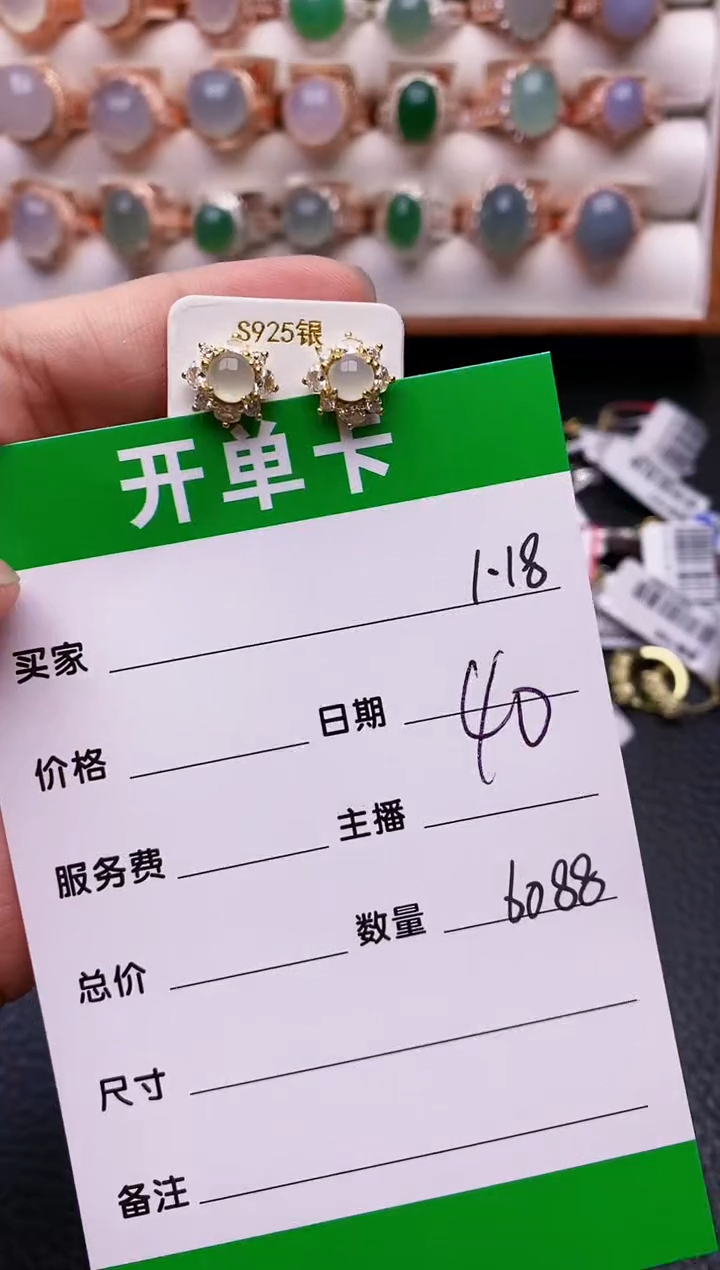 S925银
开单卡
1.18
买家
日期 40
价格
主播
服务费
数量 6088
总价
尺寸
备注